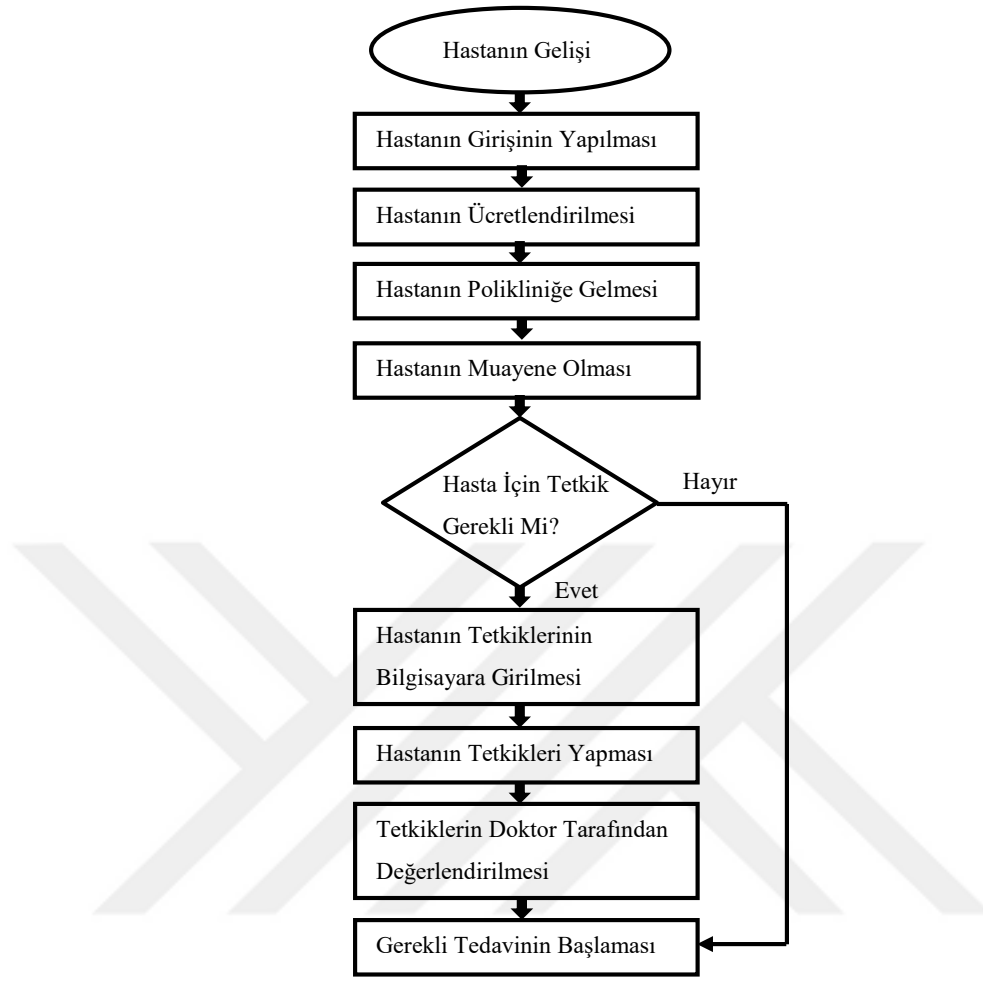 Hastanın Gelişi
Hastanın Girişinin Yapılması
Hastanın Ücretlendirilmesi
Hastanın Polikliniğe Gelmesi
Hastanın Muayene Olması
Hasta İçin Tetkik
Gerekli Mi?
Hayır
Evet
Hastanın Tetkiklerinin
Bilgisayara Girilmesi
Hastanın Tetkikleri Yapması
Tetkiklerin Doktor Tarafından
Değerlendirilmesi
Gerekli Tedavinin Başlaması